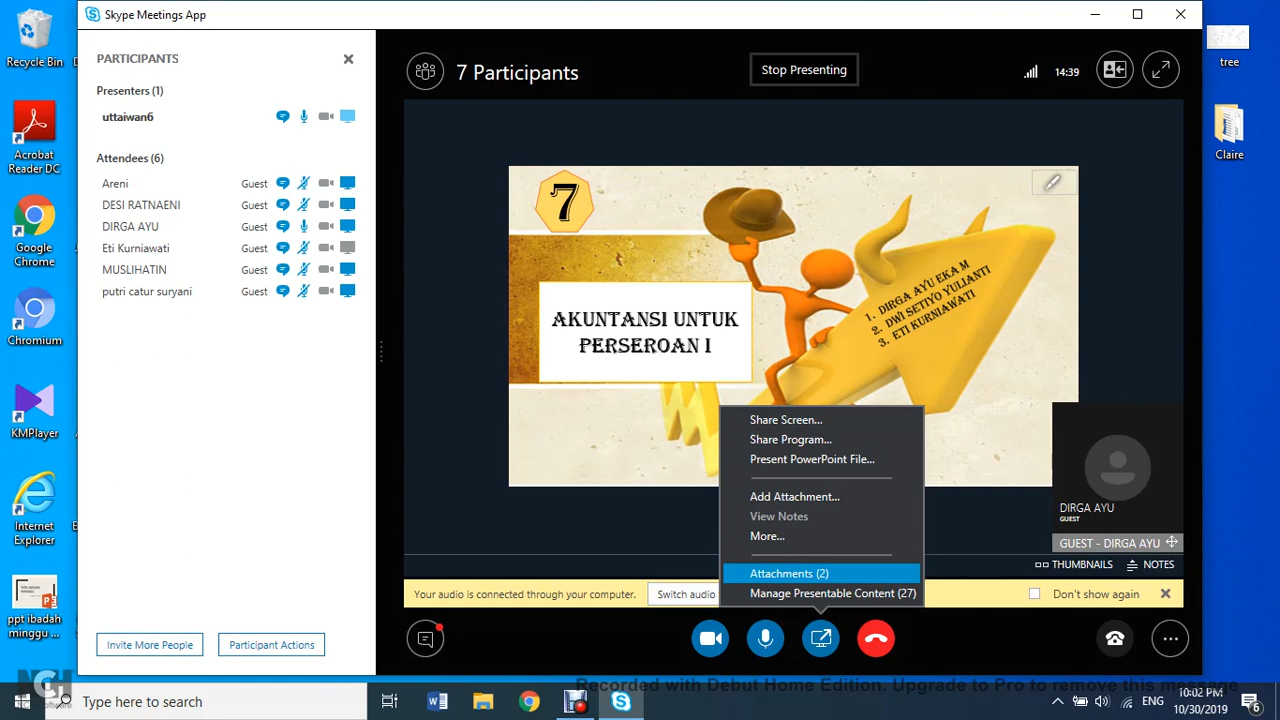 Skype Meetings App
Recycle Bin
Acrobat
Reader DC
Google
Chrome
Chromium
KMPlayer
Internet
Explorer
ppt ibadah
minggu ...
tree
Claire
PARTICIPANTS
Presenters (1)
uttaiwan6
Attendees (6)
Areni Guest
DESI RATNAENI Guest
DIRGA AYU Guest
Eti Kurniawati Guest
MUSLIHATIN Guest
putri catur suryani Guest
Invite More People
Participant Actions
7 Participants
Stop Presenting
14:39
7
AKUNTANSI UNTUK
PERSEROAN I
1. DIRGA AYU EKA M
2. DWI SETIYO YULIANTI
3. ETI KURNIAWATI
Share Screen...
Share Program...
Present PowerPoint File...
Add Attachment...
View Notes
More...
Attachments (2)
Manage Presentable Content (27)
DIRGA AYU
GUEST
GUEST - DIRGA AYU
THUMBNAILS
NOTES
Your audio is connected through your computer.
Switch audio
Don't show again
NCH
Software
Type here to search
Recorded with Debut Home Edition. Upgrade to Pro to remove this message
ENG
10:02 PM
10/30/2019
6